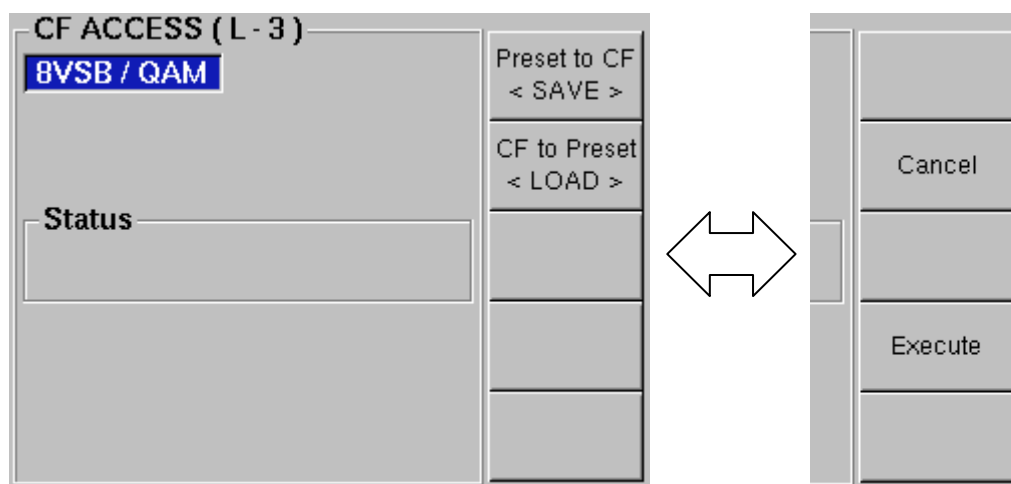 CF ACCESS ( L - 3 )
8VSB / QAM
Status
Preset to CF
< SAVE >
CF to Preset
< LOAD >
Cancel
Execute